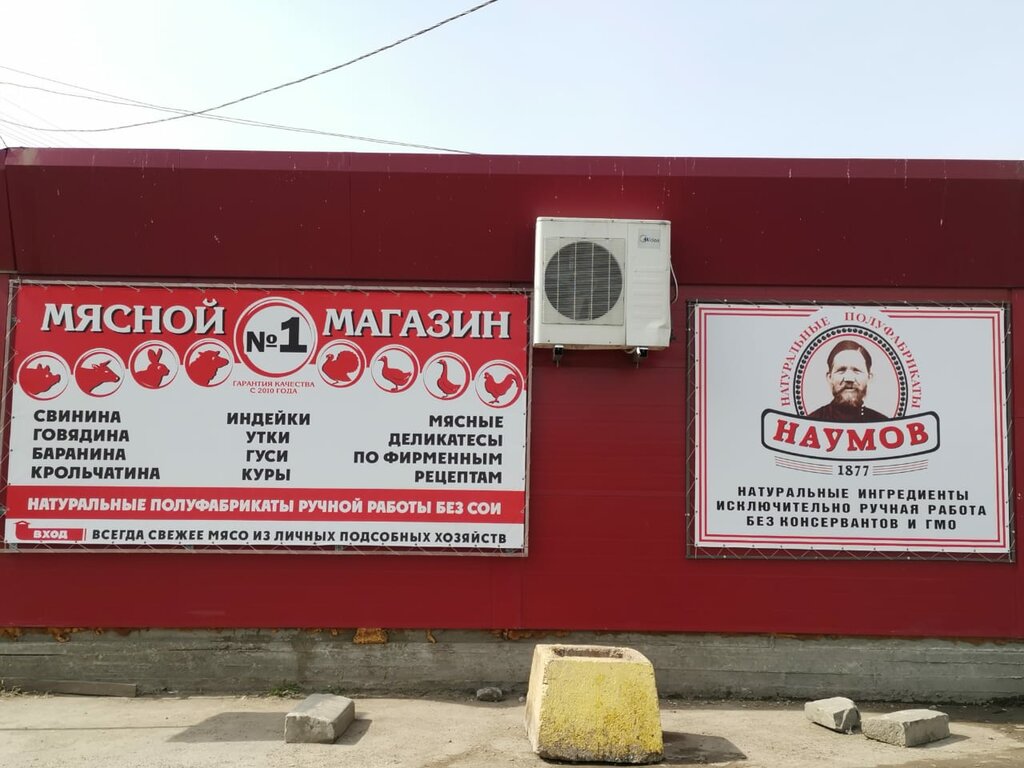 МЯСНОЙ №1 МАГАЗИН
ГАРАНТИЯ КАЧЕСТВА
С 2010 ГОДА
СВИНИНА
ГОВЯДИНА
БАРАНИНА
КРОЛЬЧАТИНА
ИНДЕЙКИ
УТКИ
ГУСИ
КУРЫ
МЯСНЫЕ
ДЕЛИКАТЕСЫ
ПО ФИРМЕННЫМ
РЕЦЕПТАМ
НАТУРАЛЬНЫЕ ПОЛУФАБРИКАТЫ РУЧНОЙ РАБОТЫ БЕЗ СОИ
ВХОД ВСЕГДА СВЕЖЕЕ МЯСО ИЗ ЛИЧНЫХ ПОДСОБНЫХ ХОЗЯЙСТВ
Midea
НАТУРАЛЬНЫЕ ПОЛУФАБРИКАТЫ
НАУМОВ
1877
НАТУРАЛЬНЫЕ ИНГРЕДИЕНТЫ
ИСКЛЮЧИТЕЛЬНО РУЧНАЯ РАБОТА
БЕЗ КОНСЕРВАНТОВ И ГМО